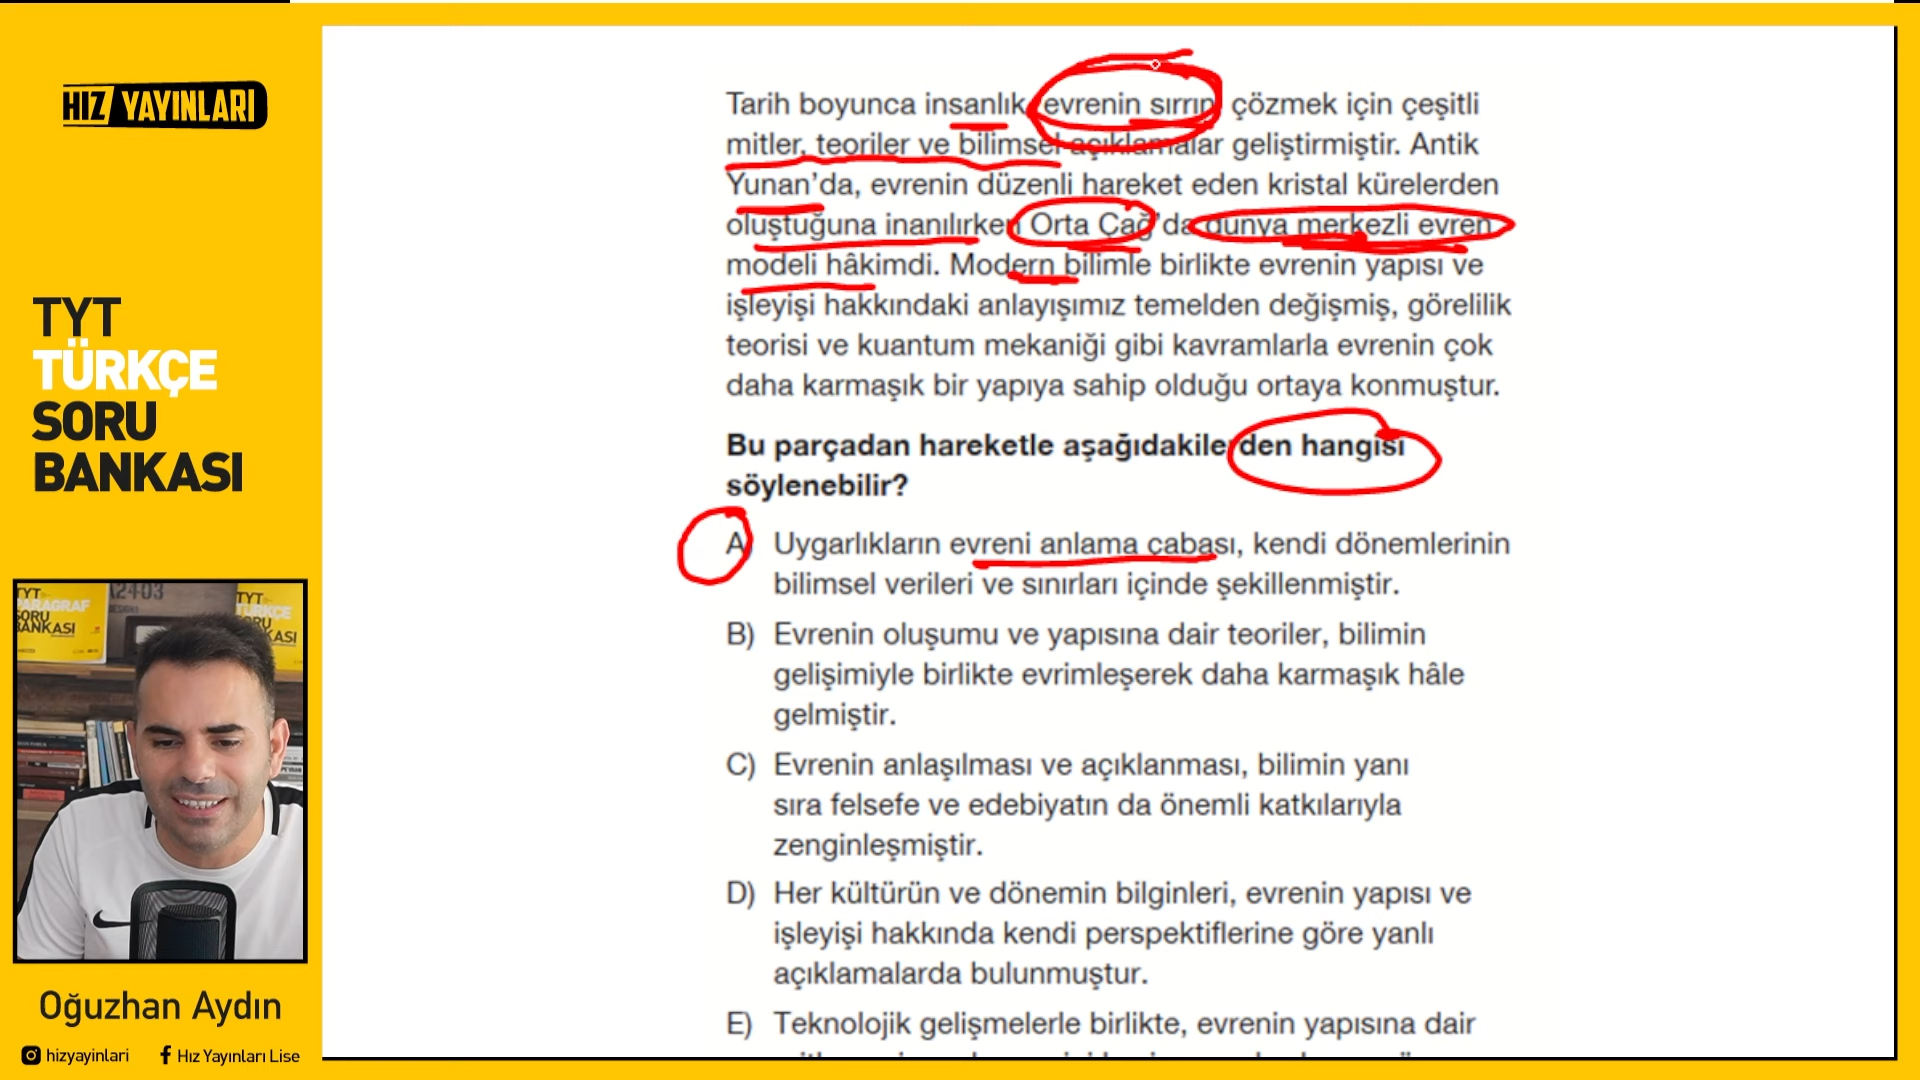 HIZ YAYINLARI
TYT
TÜRKÇE
SORU
BANKASI
TYT
PARAGRAF
SORU
BANKASI
TYT
TÜRKÇE
Oğuzhan Aydın
hizyayinlari
Hız Yayınları Lise
Tarih boyunca insanlık evrenin sırrını çözmek için çeşitli
mitler, teoriler ve bilimsel açıklamalar geliştirmiştir. Antik
Yunan’da, evrenin düzenli hareket eden kristal kürelerden
oluştuğuna inanılırken Orta Çağ’da dünya merkezli evren
modeli hâkimdi. Modern bilimle birlikte evrenin yapısı ve
işleyişi hakkındaki anlayışımız temelden değişmiş, görelilik
teorisi ve kuantum mekaniği gibi kavramlarla evrenin çok
daha karmaşık bir yapıya sahip olduğu ortaya konmuştur.
Bu parçadan hareketle aşağıdakilerden hangisi
söylenebilir?
A) Uygarlıkların evreni anlama çabası, kendi dönemlerinin
bilimsel verileri ve sınırları içinde şekillenmiştir.
B) Evrenin oluşumu ve yapısına dair teoriler, bilimin
gelişimiyle birlikte evrimleşerek daha karmaşık hâle
gelmiştir.
C) Evrenin anlaşılması ve açıklanması, bilimin yanı
sıra felsefe ve edebiyatın da önemli katkılarıyla
zenginleşmiştir.
D) Her kültürün ve dönemin bilginleri, evrenin yapısı ve
işleyişi hakkında kendi perspektiflerine göre yanlı
açıklamalarda bulunmuştur.
E) Teknolojik gelişmelerle birlikte, evrenin yapısına dair